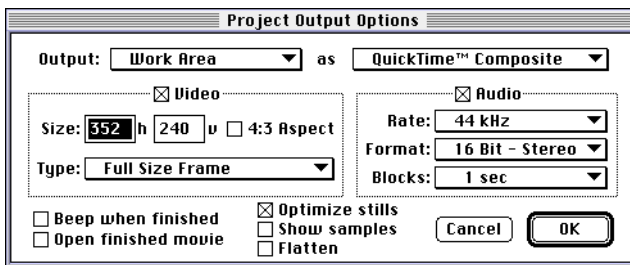 Project Output Options
Output: Work Area as QuickTime™ Composite
Video
Size: 352 h 240 v 4:3 Aspect
Type: Full Size Frame
Audio
Rate: 44 kHz
Format: 16 Bit - Stereo
Blocks: 1 sec
Beep when finished
Open finished movie
Optimize stills
Show samples
Flatten
Cancel OK